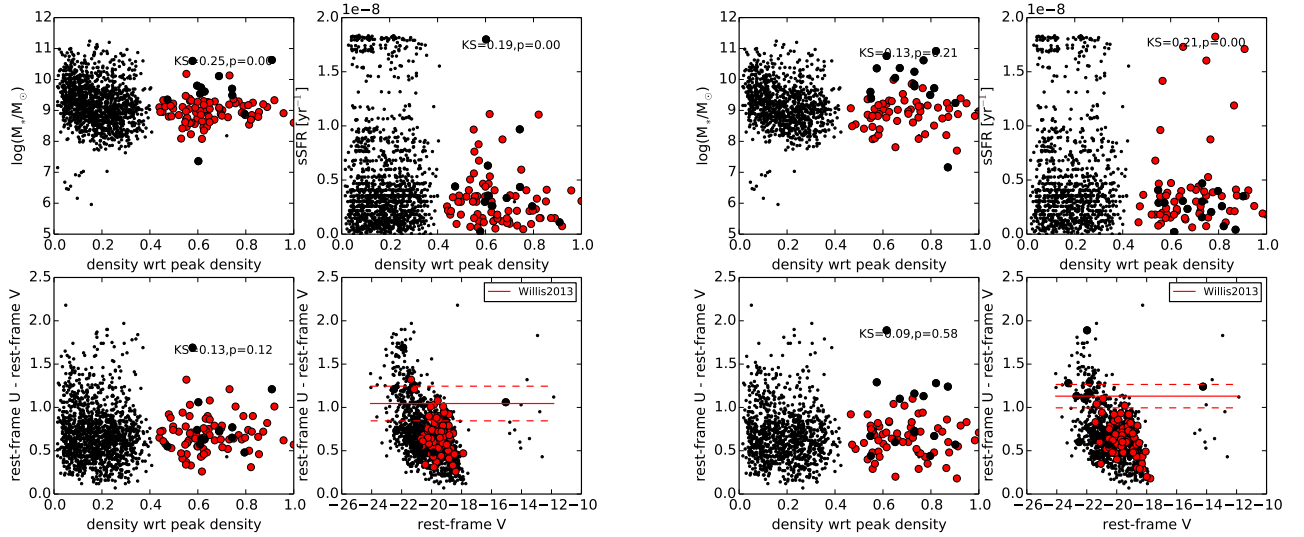 12
11
10
9
8
7
6
5
log(M*/M☉)
KS=0.25,p=0.00
0.0 0.2 0.4 0.6 0.8 1.0
density wrt peak density
1e−8
2.0
1.5
1.0
0.5
0.0
sSFR [yr−1]
KS=0.19,p=0.00
0.0 0.2 0.4 0.6 0.8 1.0
density wrt peak density
2.5
2.0
1.5
1.0
0.5
0.0
rest-frame U - rest-frame V
KS=0.13,p=0.12
0.0 0.2 0.4 0.6 0.8 1.0
density wrt peak density
2.5
2.0
1.5
1.0
0.5
0.0
rest-frame U - rest-frame V
Willis2013
−26−24−22−20−18−16−14−12−10
rest-frame V
12
11
10
9
8
7
6
5
log(M*/M☉)
KS=0.13,p=0.21
0.0 0.2 0.4 0.6 0.8 1.0
density wrt peak density
1e−8
2.0
1.5
1.0
0.5
0.0
sSFR [yr−1]
KS=0.21,p=0.00
0.0 0.2 0.4 0.6 0.8 1.0
density wrt peak density
2.5
2.0
1.5
1.0
0.5
0.0
rest-frame U - rest-frame V
KS=0.09,p=0.58
0.0 0.2 0.4 0.6 0.8 1.0
density wrt peak density
2.5
2.0
1.5
1.0
0.5
0.0
rest-frame U - rest-frame V
Willis2013
−26−24−22−20−18−16−14−12−10
rest-frame V